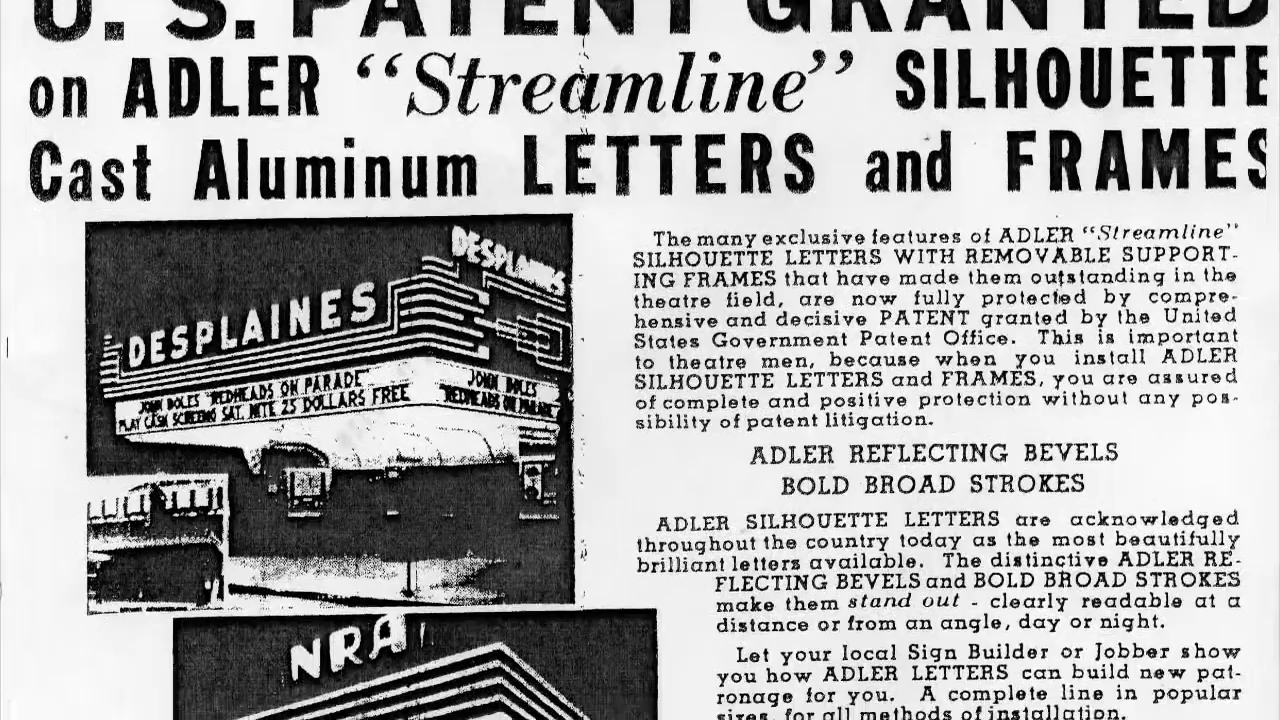 U. S. PATENT GRANTED
on ADLER “Streamline” SILHOUETTE
Cast Aluminum LETTERS and FRAMES
DESPLAINES
DESPLAINES
JOHN BOLES "REDHEADS ON PARADE
PLAY CASH SCREENO SAT. NITE 25 DOLLARS FREE
JOHN BOLES
REDHEADS ON PARADE
NRA
The many exclusive features of ADLER “Streamline”
SILHOUETTE LETTERS WITH REMOVABLE SUPPORT-
ING FRAMES that have made them outstanding in the
theatre field, are now fully protected by compre-
hensive and decisive PATENT granted by the United
States Government Patent Office. This is important
to theatre men, because when you install ADLER
SILHOUETTE LETTERS and FRAMES, you are assured
of complete and positive protection without any pos-
sibility of patent litigation.
ADLER REFLECTING BEVELS
BOLD BROAD STROKES
ADLER SILHOUETTE LETTERS are acknowledged
throughout the country today as the most beautifully
brilliant letters available. The distinctive ADLER RE-
FLECTING BEVELS and BOLD BROAD STROKES
make them stand out - clearly readable at a
distance or from an angle, day or night.
Let your local Sign Builder or Jobber show
you how ADLER LETTERS can build new pat-
ronage for you. A complete line in popular
sizes, for all methods of installation.